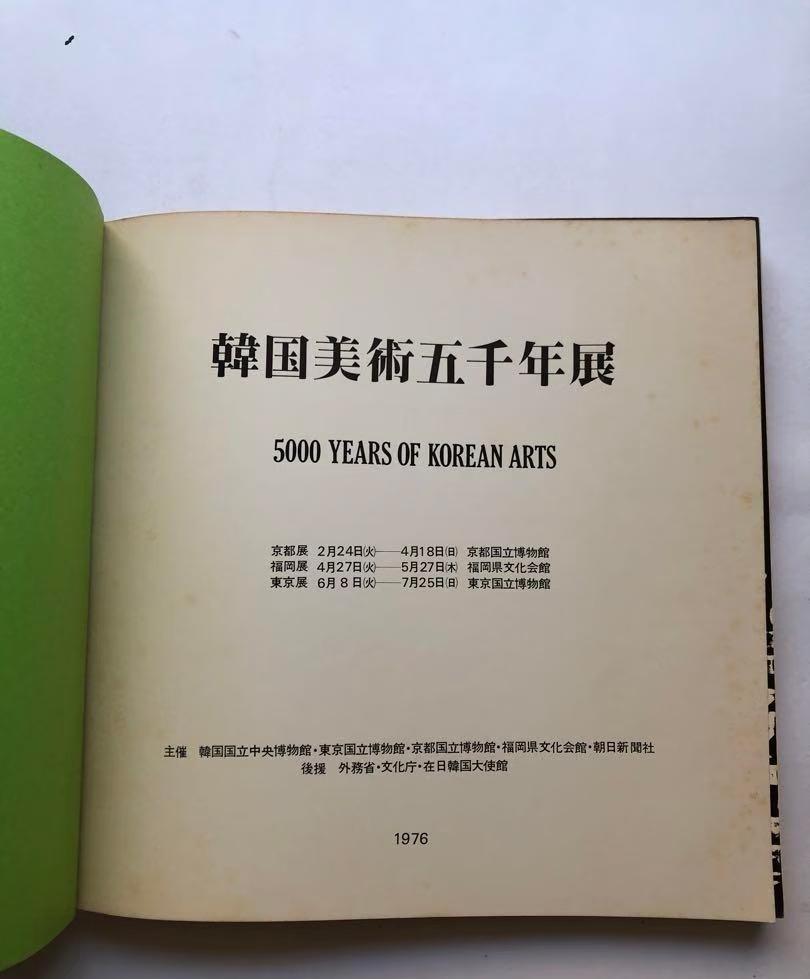 韓国美術五千年展
5000 YEARS OF KOREAN ARTS
京都展 2月24日㈫──4月18日㈰ 京都国立博物館
福岡展 4月27日㈫──5月27日㈭ 福岡県文化会館
東京展 6月8日㈫──7月25日㈰ 東京国立博物館
主催 韓国国立中央博物館・東京国立博物館・京都国立博物館・福岡県文化会館・朝日新聞社
後援 外務省・文化庁・在日韓国大使館
1976